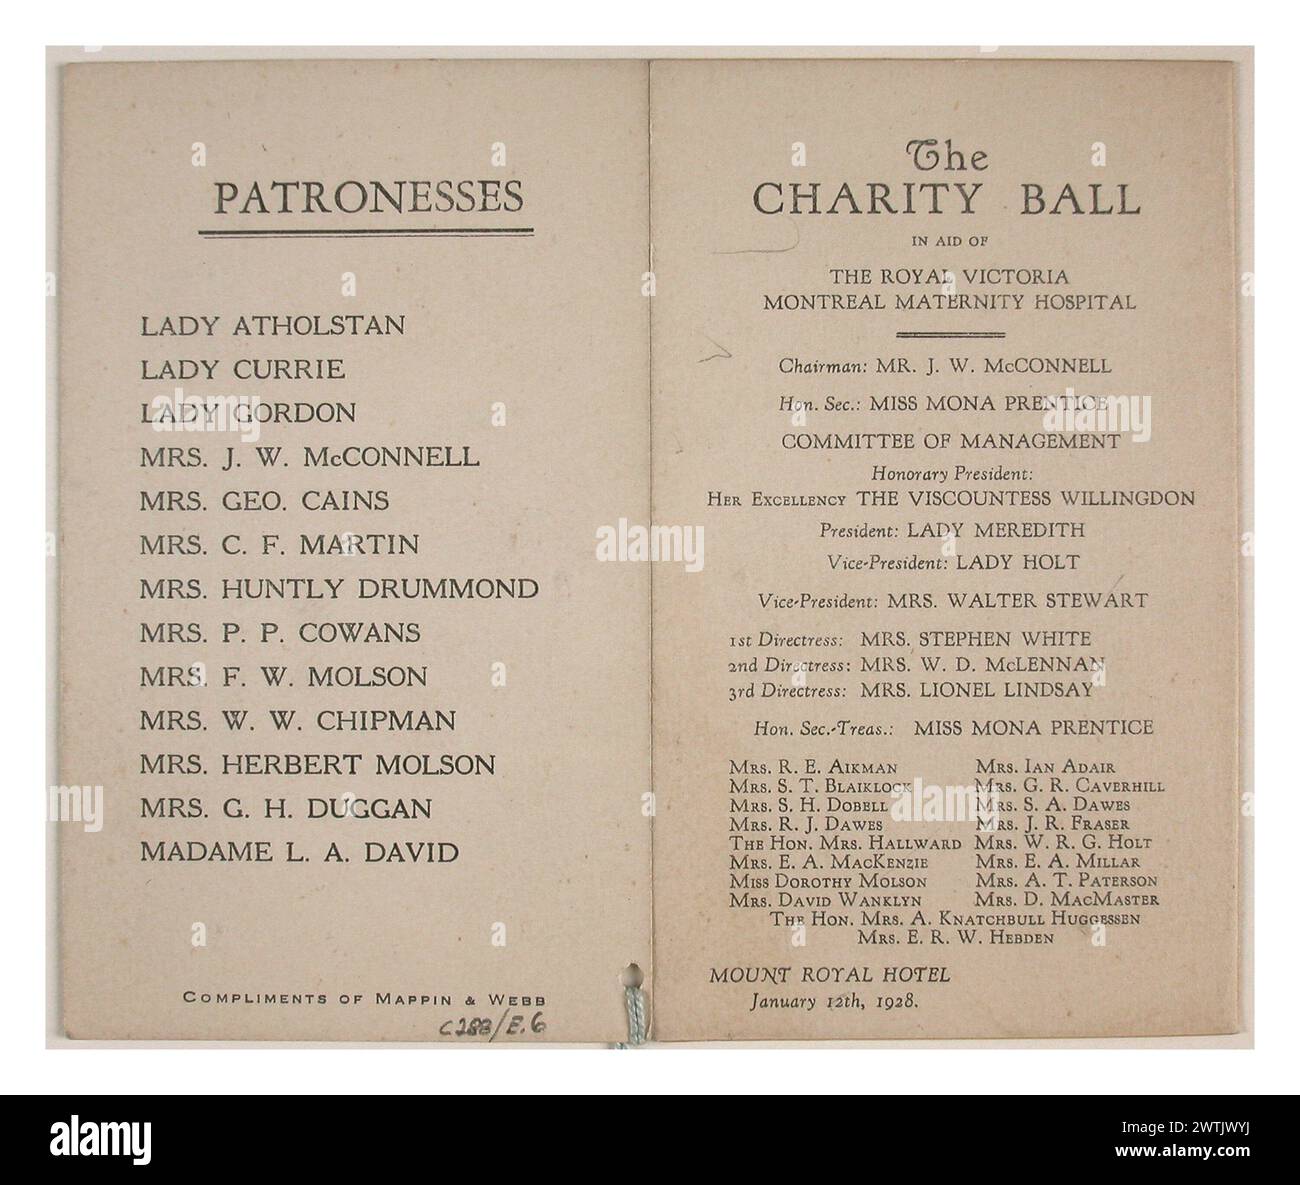 PATRONESSES
LADY ATHOLSTAN
LADY CURRIE
LADY GORDON
MRS. J. W. McCONNELL
MRS. GEO. CAINS
MRS. C. F. MARTIN
MRS. HUNTLY DRUMMOND
MRS. P. P. COWANS
MRS. F. W. MOLSON
MRS. W. W. CHIPMAN
MRS. HERBERT MOLSON
MRS. G. H. DUGGAN
MADAME L. A. DAVID
COMPLIMENTS OF MAPPIN & WEBB
C288/E.6
The
CHARITY BALL
IN AID OF
THE ROYAL VICTORIA
MONTREAL MATERNITY HOSPITAL
Chairman: MR. J. W. McCONNELL
Hon. Sec.: MISS MONA PRENTICE
COMMITTEE OF MANAGEMENT
Honorary President:
HER EXCELLENCY THE VISCOUNTESS WILLINGDON
President: LADY MEREDITH
Vice-President: LADY HOLT
Vice-President: MRS. WALTER STEWART
1st Directress: MRS. STEPHEN WHITE
2nd Directress: MRS. W. D. McLENNAN
3rd Directress: MRS. LIONEL LINDSAY
Hon. Sec.-Treas.: MISS MONA PRENTICE
MRS. R. E. AIKMAN MRS. IAN ADAIR
MRS. S. T. BLAIKLOCK MRS. G. R. CAVERHILL
MRS. S. H. DOBELL MRS. S. A. DAWES
MRS. R. J. DAWES MRS. J. R. FRASER
THE HON. MRS. HALLWARD MRS. W. R. G. HOLT
MRS. E. A. MACKENZIE MRS. E. A. MILLAR
MISS DOROTHY MOLSON MRS. A. T. PATERSON
MRS. DAVID WANKLYN MRS. D. MACMASTER
THE HON. MRS. A. KNATCHBULL HUGGESSEN
MRS. E. R. W. HEBDEN
MOUNT ROYAL HOTEL
January 12th, 1928.
alamy
alamy
Image ID: 2WTJWYJ
www.alamy.com